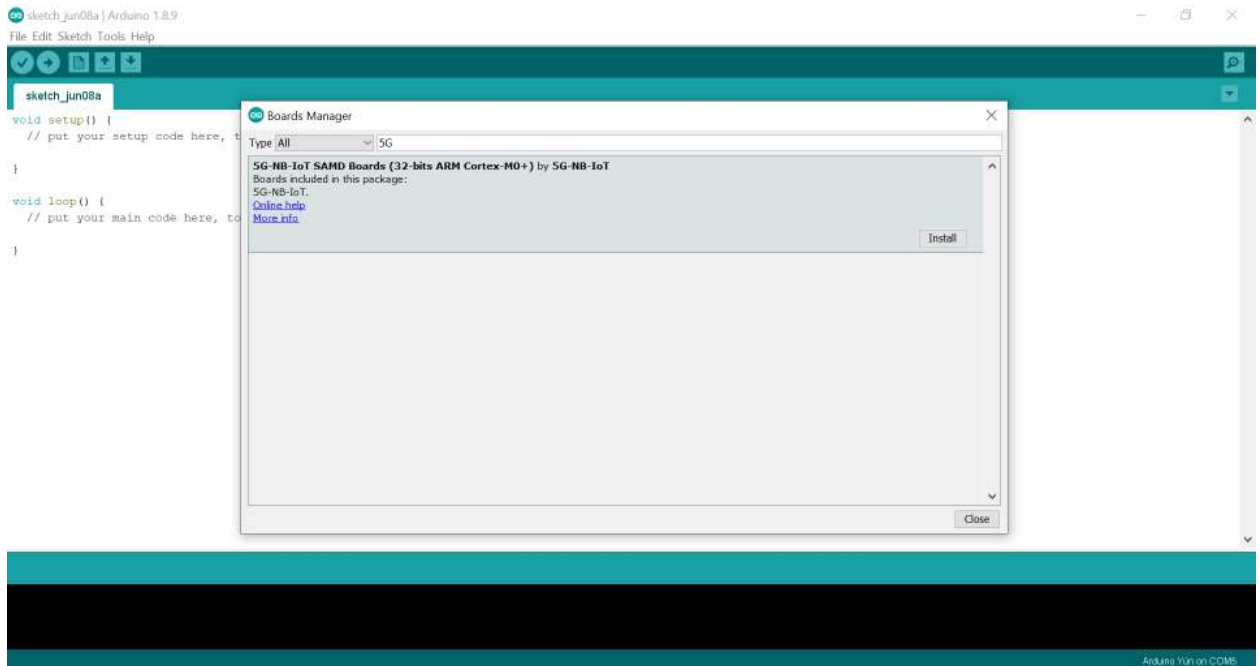 sketch_jun08a | Arduino 1.8.9
File Edit Sketch Tools Help
sketch_jun08a
void setup() {
// put your setup code here, t
}
void loop() {
// put your main code here, to
}
Boards Manager
Type All 5G
5G-NB-IoT SAMD Boards (32-bits ARM Cortex-M0+) by 5G-NB-IoT
Boards included in this package:
5G-NB-IoT.
Online help
More info
Install
Close
Arduino Yún on COM5